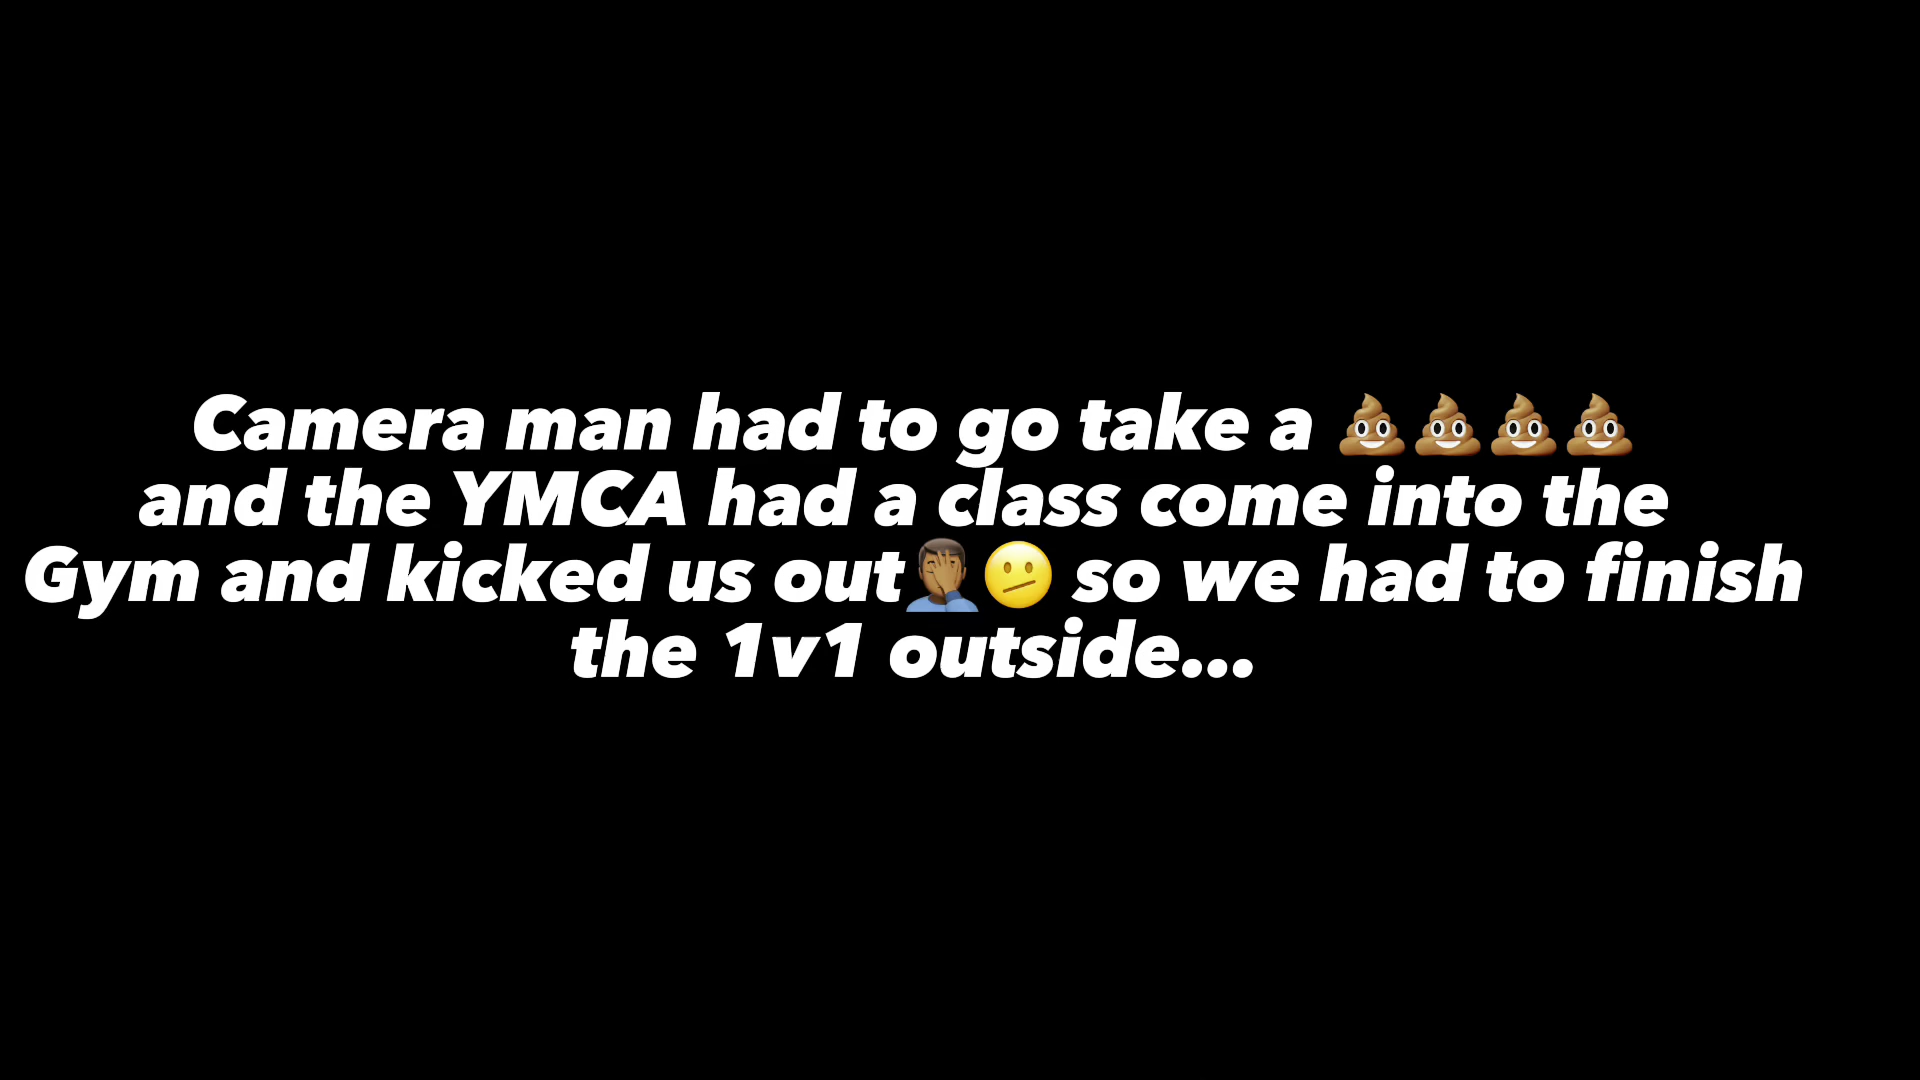 Camera man had to go take a 💩💩💩💩
and the YMCA had a class come into the
Gym and kicked us out🤦🏾‍♂️🫤 so we had to finish
the 1v1 outside...